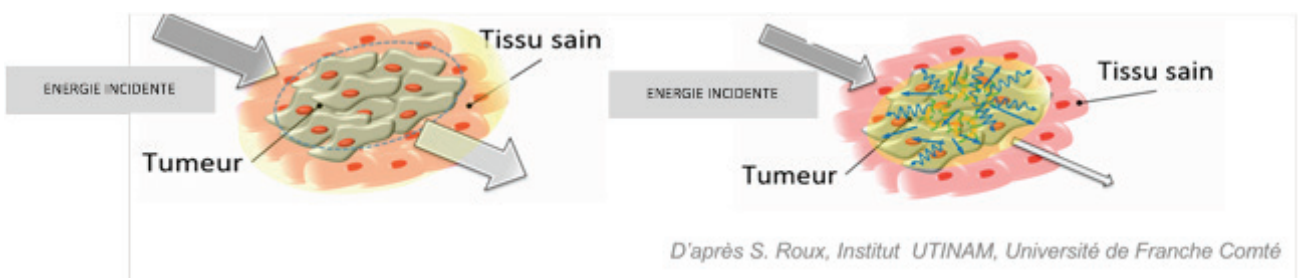 Tissu sain
ENERGIE INCIDENTE
Tumeur
ENERGIE INCIDENTE
Tissu sain
Tumeur
D'après S. Roux, Institut UTINAM, Université de Franche Comté